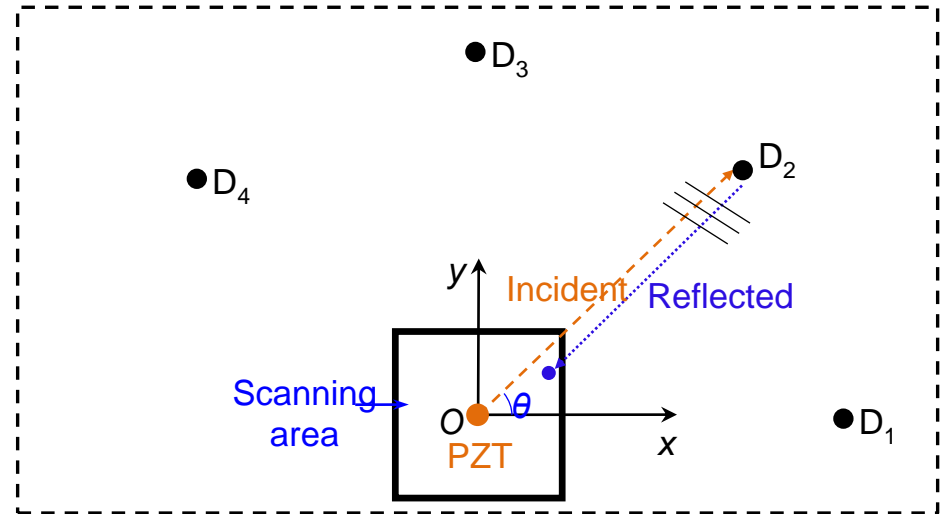 D3
D2
D4
y
Incident
Reflected
Scanning
area
θ
O
PZT
x
D1